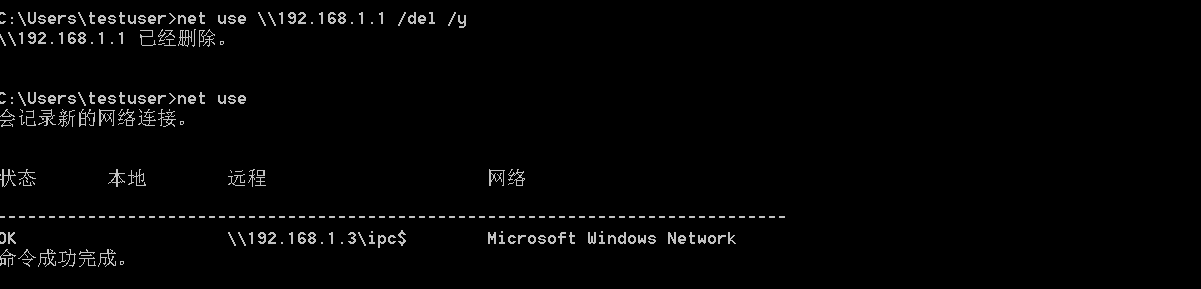 C:\Users\testuser>net use \\192.168.1.1 /del /y
\\192.168.1.1 已经删除。
C:\Users\testuser>net use
会记录新的网络连接。
状态 本地 远程 网络
-------------------------------------------------------------------------------
OK \\192.168.1.3\ipc$ Microsoft Windows Network
命令成功完成。